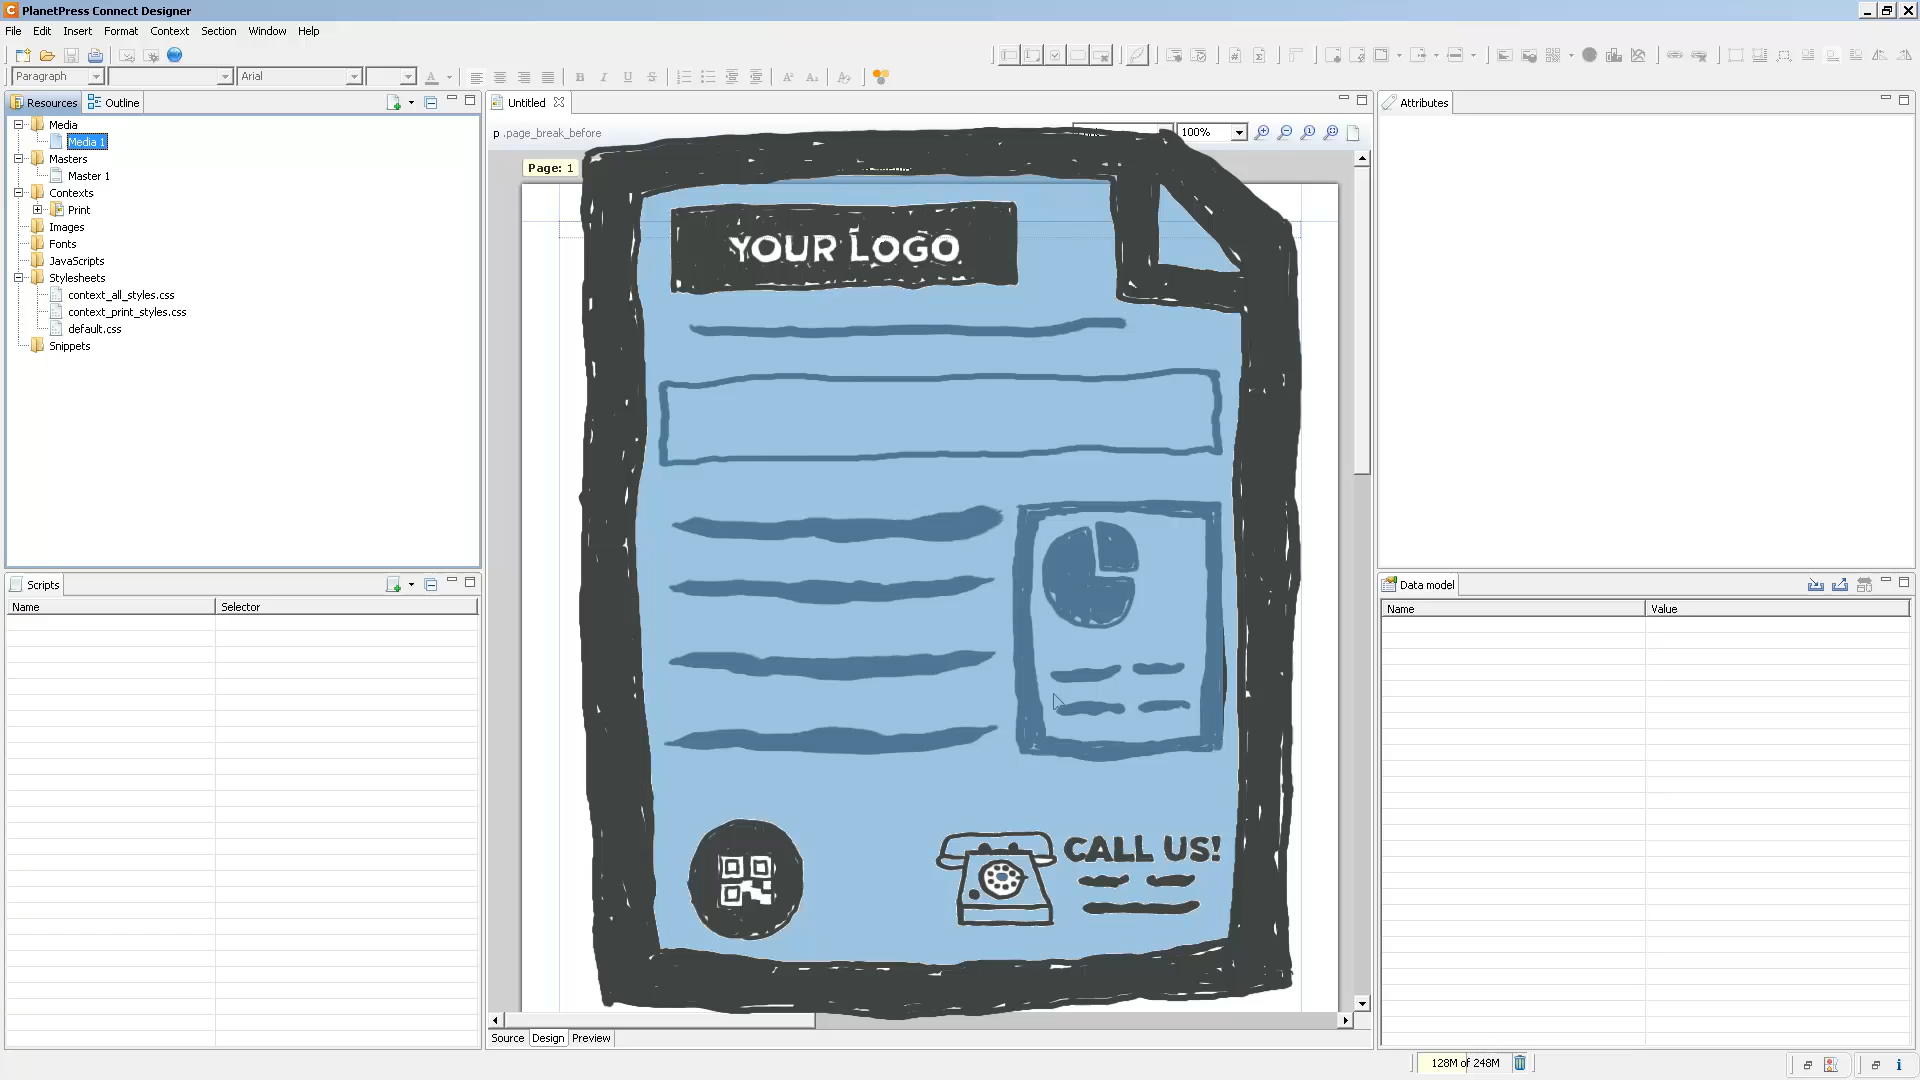 PlanetPress Connect Designer
File Edit Insert Format Context Section Window Help
Paragraph Arial
Resources Outline
Media
Media 1
Masters
Master 1
Contexts
Print
Images
Fonts
JavaScripts
Stylesheets
context_all_styles.css
context_print_styles.css
default.css
Snippets
Scripts
Name Selector
Untitled
p .page_break_before
100%
Page: 1
YOUR LOGO
CALL US!
Source Design Preview
Attributes
Data model
Name Value
128M of 248M